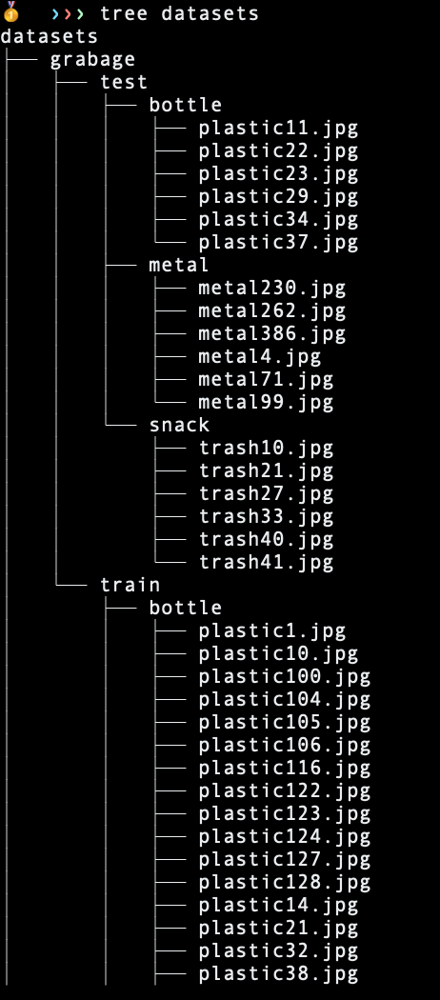 🥇 ❯❯❯ tree datasets
datasets
├── grabage
│   ├── test
│   │   ├── bottle
│   │   │   ├── plastic11.jpg
│   │   │   ├── plastic22.jpg
│   │   │   ├── plastic23.jpg
│   │   │   ├── plastic29.jpg
│   │   │   ├── plastic34.jpg
│   │   │   └── plastic37.jpg
│   │   ├── metal
│   │   │   ├── metal230.jpg
│   │   │   ├── metal262.jpg
│   │   │   ├── metal386.jpg
│   │   │   ├── metal4.jpg
│   │   │   ├── metal71.jpg
│   │   │   └── metal99.jpg
│   │   └── snack
│   │       ├── trash10.jpg
│   │       ├── trash21.jpg
│   │       ├── trash27.jpg
│   │       ├── trash33.jpg
│   │       ├── trash40.jpg
│   │       └── trash41.jpg
│   └── train
│       ├── bottle
│       │   ├── plastic1.jpg
│       │   ├── plastic10.jpg
│       │   ├── plastic100.jpg
│       │   ├── plastic104.jpg
│       │   ├── plastic105.jpg
│       │   ├── plastic106.jpg
│       │   ├── plastic116.jpg
│       │   ├── plastic122.jpg
│       │   ├── plastic123.jpg
│       │   ├── plastic124.jpg
│       │   ├── plastic127.jpg
│       │   ├── plastic128.jpg
│       │   ├── plastic14.jpg
│       │   ├── plastic21.jpg
│       │   ├── plastic32.jpg
│       │   ├── plastic38.jpg